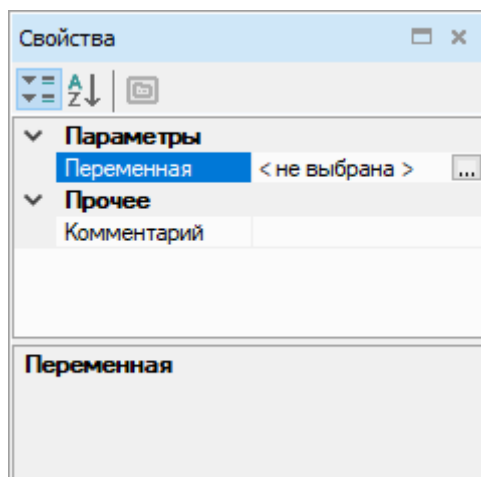 Свойства
Параметры
Переменная < не выбрана > ...
Прочее
Комментарий
Переменная